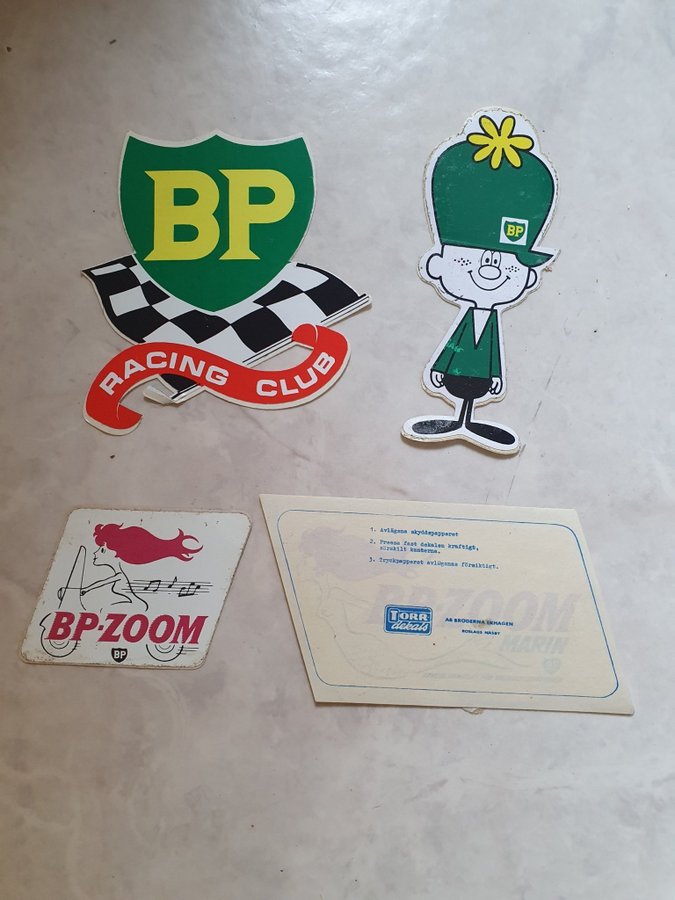 BP
RACING CLUB
BP
BP-ZOOM
BP
1. Avlägsna skyddspapperet
2. Pressa fast dekalen kraftigt,
särskilt kanterna.
3. Tryckpapperet avlägsnas försiktigt.
TORR
dekals
AB BRÖDERNA EKHAGEN
ROSLAGS NÄSBY
BP-ZOOM
MARIN